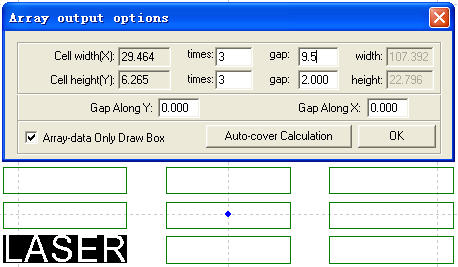 Array output options
Cell width(X): 29.464 times: 3 gap: 9.5 width: 107.392
Cell height(Y): 6.265 times: 3 gap: 2.000 height: 22.796
Gap Along Y: 0.000 Gap Along X: 0.000
Array-data Only Draw Box Auto-cover Calculation OK
LASER